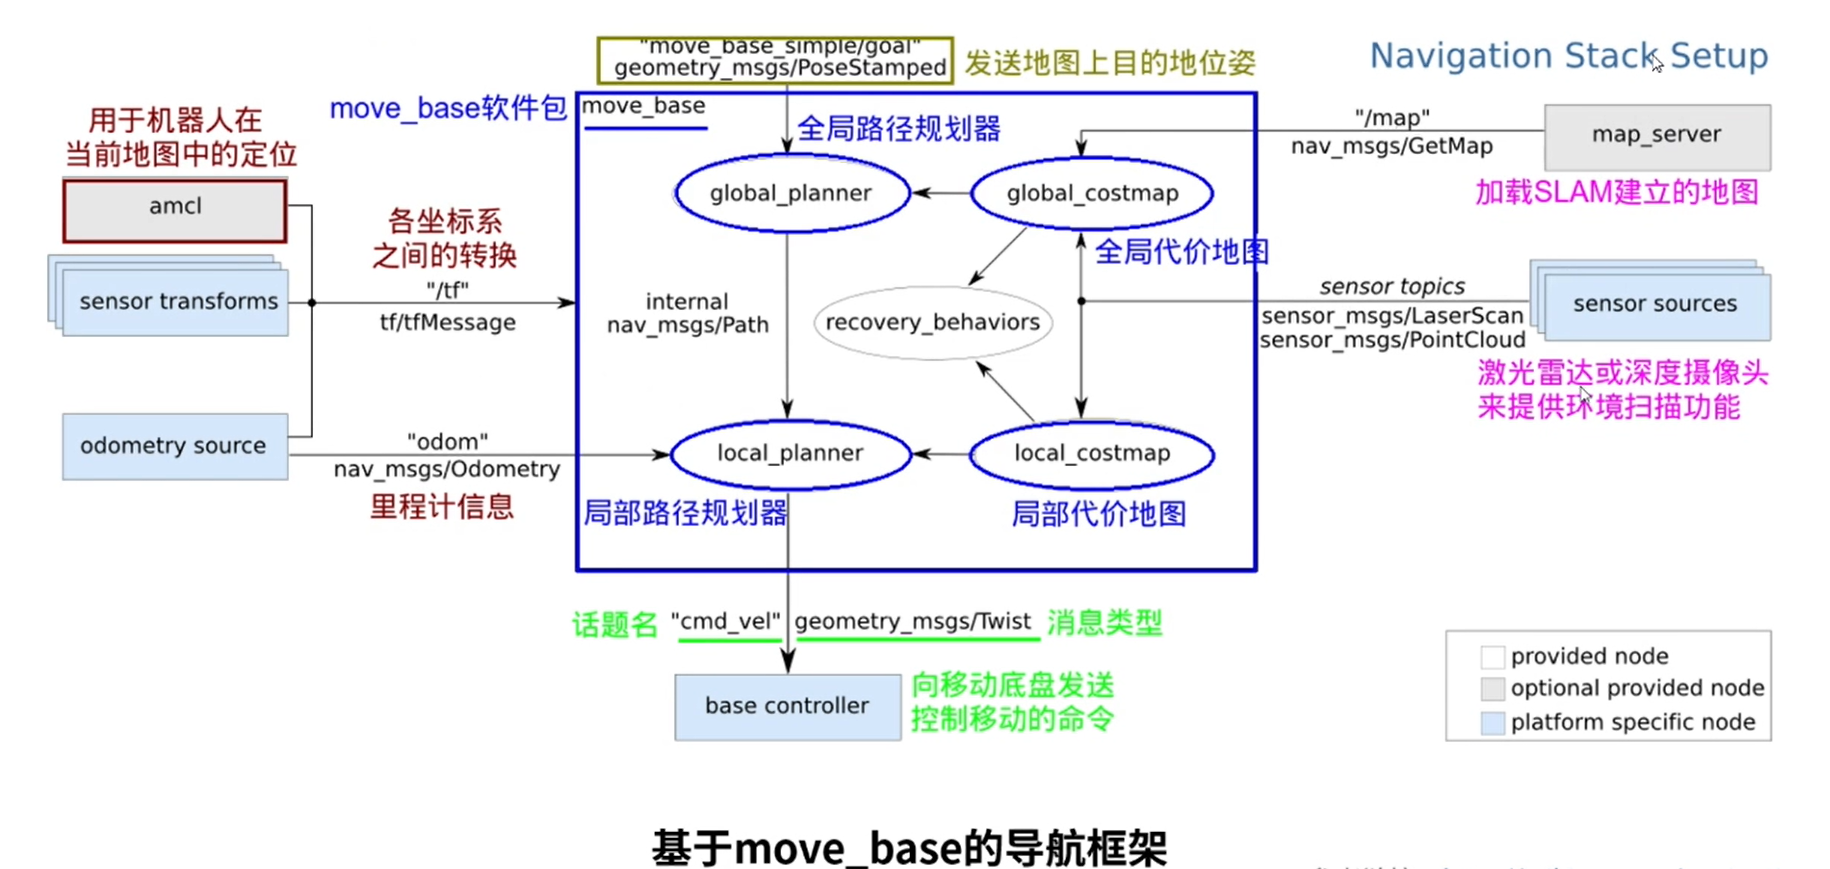 "move_base_simple/goal"
geometry_msgs/PoseStamped
发送地图上目的地位姿
Navigation Stack Setup
move_base软件包
move_base
用于机器人在
当前地图中的定位
全局路径规划器
"/map"
nav_msgs/GetMap
map_server
加载SLAM建立的地图
amcl
global_planner
global_costmap
各坐标系
之间的转换
"/tf"
tf/tfMessage
sensor transforms
全局代价地图
internal
nav_msgs/Path
recovery_behaviors
sensor topics
sensor_msgs/LaserScan
sensor_msgs/PointCloud
sensor sources
激光雷达或深度摄像头
来提供环境扫描功能
odometry source
"odom"
nav_msgs/Odometry
里程计信息
local_planner
local_costmap
局部路径规划器
局部代价地图
话题名 "cmd_vel" geometry_msgs/Twist 消息类型
base controller
向移动底盘发送
控制移动的命令
provided node
optional provided node
platform specific node
基于move_base的导航框架